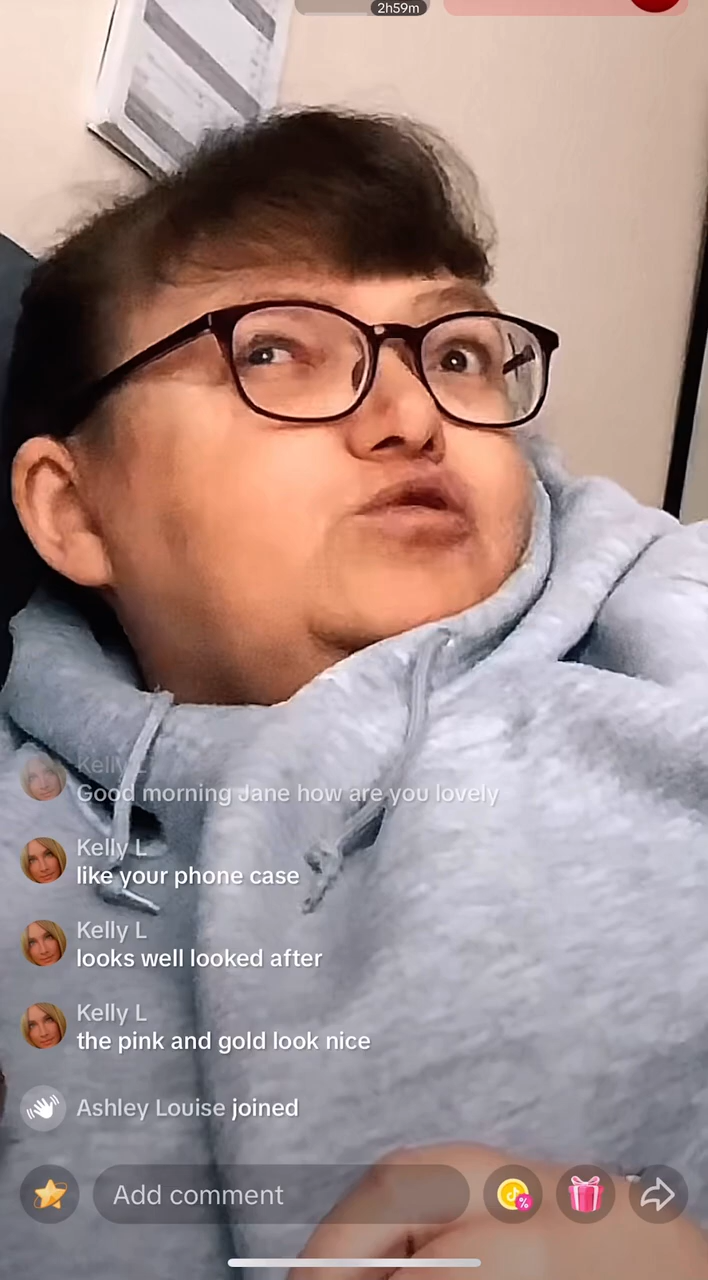 2h59m
Kelly L
Good morning Jane how are you lovely
Kelly L
like your phone case
Kelly L
looks well looked after
Kelly L
the pink and gold look nice
Ashley Louise joined
Add comment